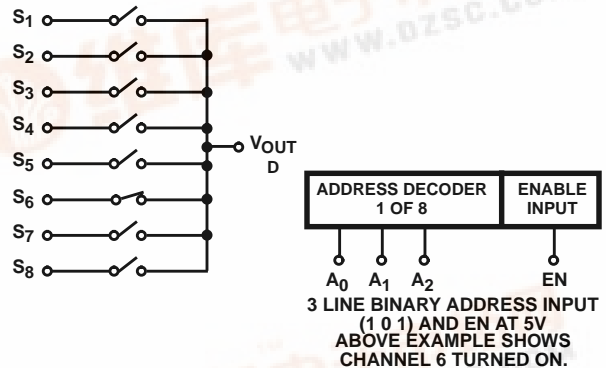 S1
S2
S3
S4
S5
S6
S7
S8
VOUT
D
ADDRESS DECODER
1 OF 8
ENABLE
INPUT
A0 A1 A2
EN
3 LINE BINARY ADDRESS INPUT
(1 0 1) AND EN AT 5V
ABOVE EXAMPLE SHOWS
CHANNEL 6 TURNED ON.
WWW.DZSC.C